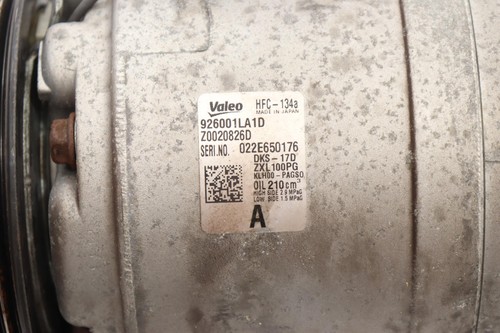 Valeo HFC-134a
MADE IN JAPAN
926001LA1D
Z0020826D
SERI.NO. 022E650176
DKS-17D
ZXL100PG
KLH00-PAGSO
OIL 210cm³
HIGH SIDE 2.9 MPaG
LOW SIDE 1.5 MPaG
A